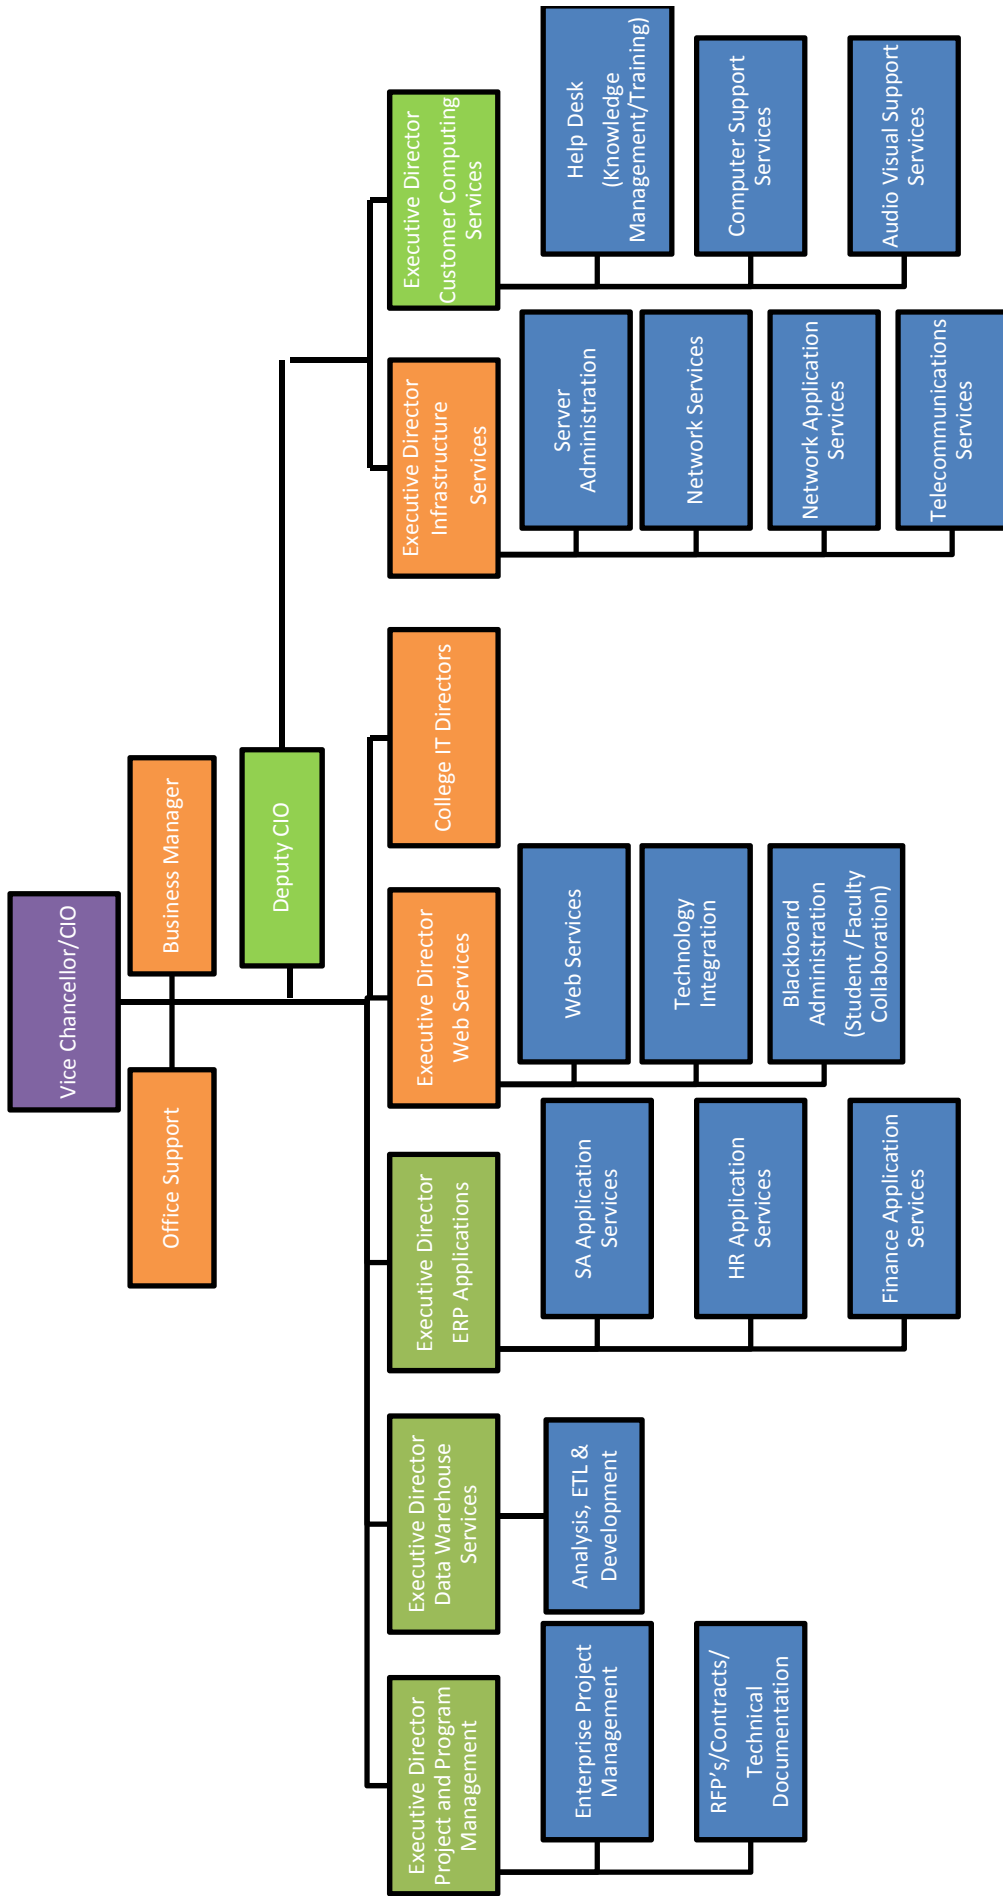 Vice Chancellor/CIO
Office Support
Business Manager
Deputy CIO
Executive Director
Project and Program
Management
Executive Director
Data Warehouse
Services
Executive Director
ERP Applications
Executive Director
Web Services
College IT Directors
Executive Director
Infrastructure
Services
Executive Director
Customer Computing
Services
Enterprise Project
Management
RFP's/Contracts/
Technical
Documentation
Analysis, ETL &
Development
SA Application
Services
HR Application
Services
Finance Application
Services
Web Services
Technology
Integration
Blackboard
Administration
(Student /Faculty
Collaboration)
Server
Administration
Network Services
Network Application
Services
Telecommunications
Services
Help Desk
(Knowledge
Management/Training)
Computer Support
Services
Audio Visual Support
Services